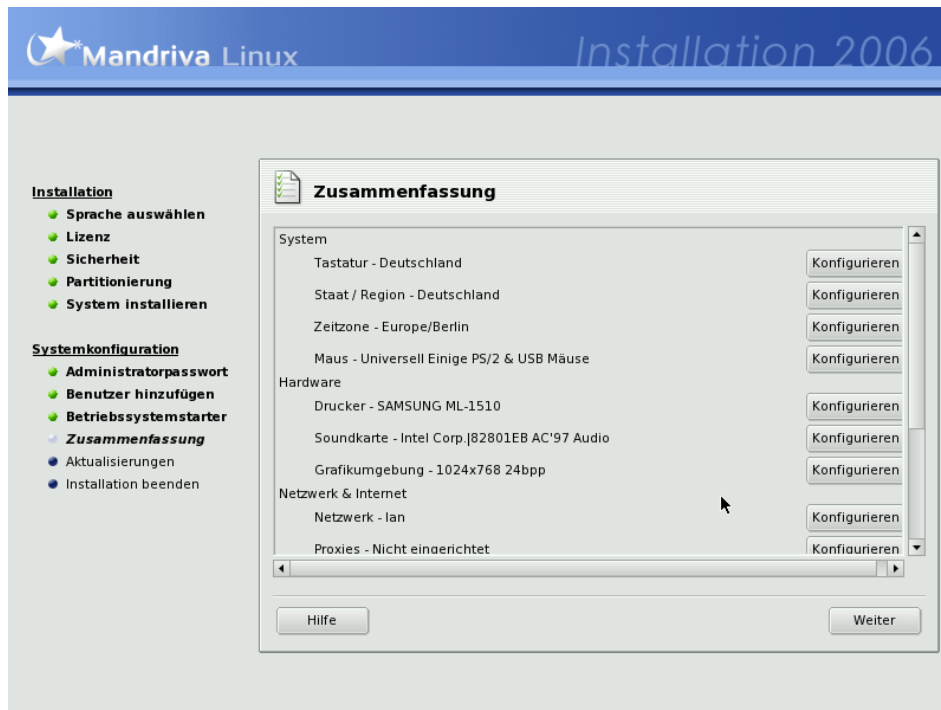 Mandriva Linux
Installation 2006
Installation
Sprache auswählen
Lizenz
Sicherheit
Partitionierung
System installieren
Systemkonfiguration
Administratorpasswort
Benutzer hinzufügen
Betriebssystemstarter
Zusammenfassung
Aktualisierungen
Installation beenden
Zusammenfassung
System
Tastatur - Deutschland Konfigurieren
Staat / Region - Deutschland Konfigurieren
Zeitzone - Europe/Berlin Konfigurieren
Maus - Universell Einige PS/2 & USB Mäuse Konfigurieren
Hardware
Drucker - SAMSUNG ML-1510 Konfigurieren
Soundkarte - Intel Corp.|82801EB AC'97 Audio Konfigurieren
Grafikumgebung - 1024x768 24bpp Konfigurieren
Netzwerk & Internet
Netzwerk - lan Konfigurieren
Proxies - Nicht eingerichtet Konfigurieren
Hilfe
Weiter